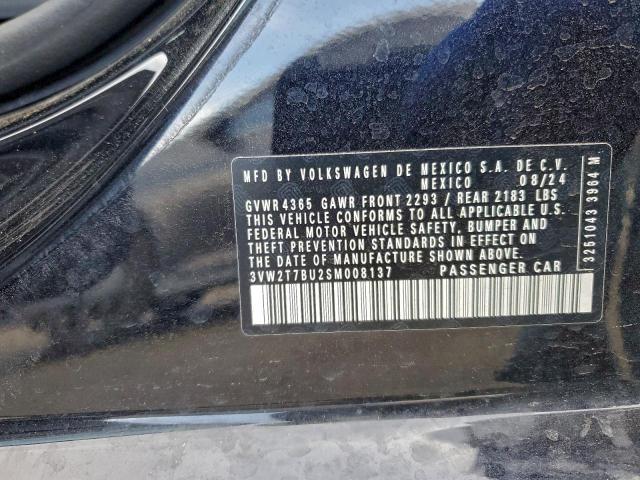 MFD BY VOLKSWAGEN DE MEXICO S.A. DE C.V.
MEXICO 08/24
GVWR 4365 GAWR FRONT 2293 / REAR 2183 LBS
THIS VEHICLE CONFORMS TO ALL APPLICABLE U.S.
FEDERAL MOTOR VEHICLE SAFETY, BUMPER AND
THEFT PREVENTION STANDARDS IN EFFECT ON
THE DATE OF MANUFACTURE SHOWN ABOVE.
3VW2T7BU2SM008137 PASSENGER CAR
3251043 3964 M